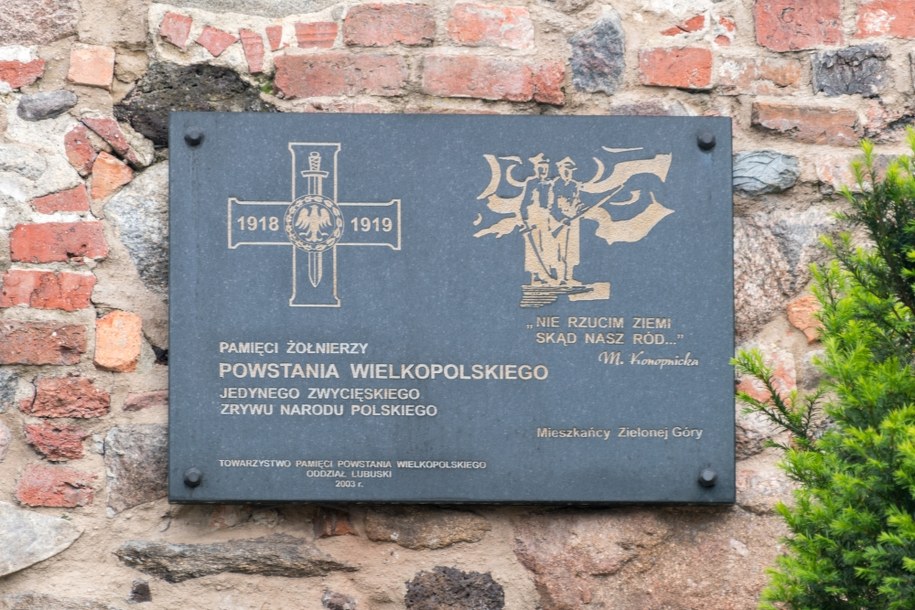 1918 1919
„NIE RZUCIM ZIEMI
SKĄD NASZ RÓD...”
M. Konopnicka
PAMIĘCI ŻOŁNIERZY
POWSTANIA WIELKOPOLSKIEGO
JEDYNEGO ZWYCIĘSKIEGO
ZRYWU NARODU POLSKIEGO
Mieszkańcy Zielonej Góry
TOWARZYSTWO PAMIĘCI POWSTANIA WIELKOPOLSKIEGO
ODDZIAŁ LUBUSKI
2003 r.